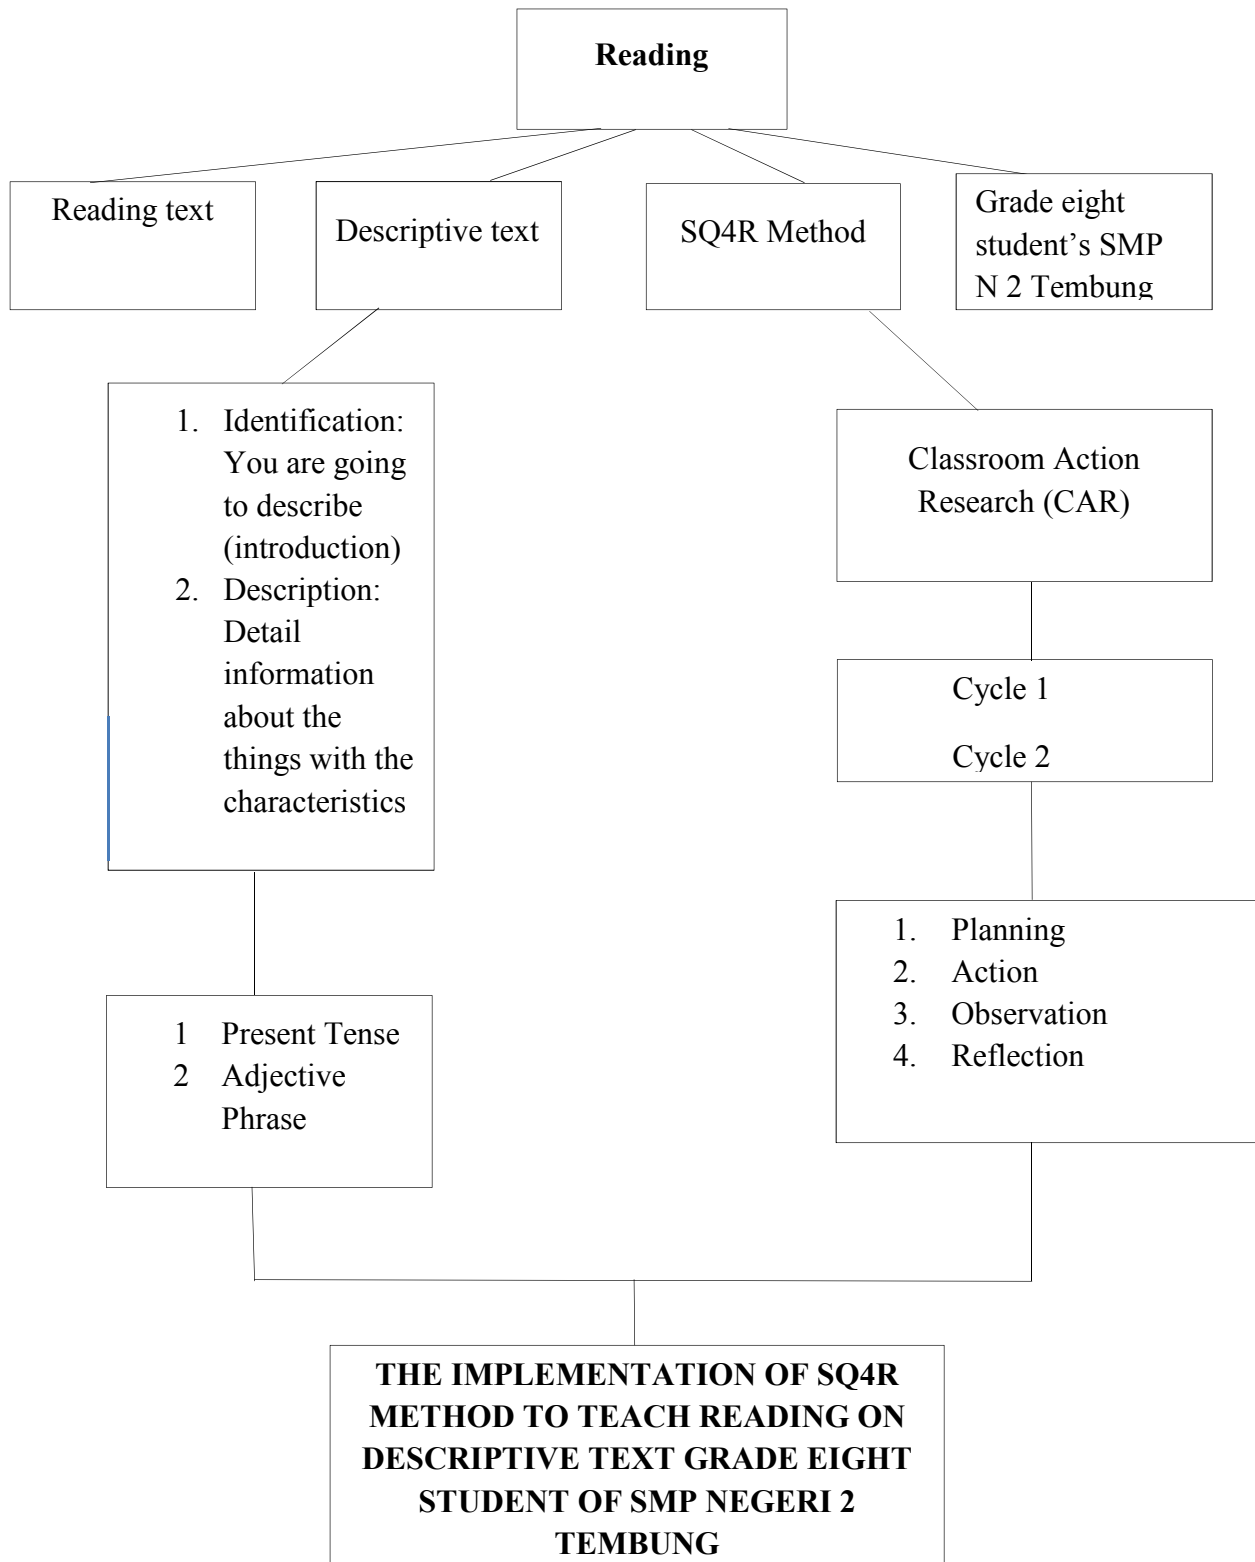 Reading
Reading text
Descriptive text
SQ4R Method
Grade eight
student’s SMP
N 2 Tembung
1. Identification:
You are going
to describe
(introduction)
2. Description:
Detail
information
about the
things with the
characteristics
Classroom Action
Research (CAR)
Cycle 1
Cycle 2
1. Planning
2. Action
3. Observation
4. Reflection
1 Present Tense
2 Adjective
Phrase
THE IMPLEMENTATION OF SQ4R
METHOD TO TEACH READING ON
DESCRIPTIVE TEXT GRADE EIGHT
STUDENT OF SMP NEGERI 2
TEMBUNG